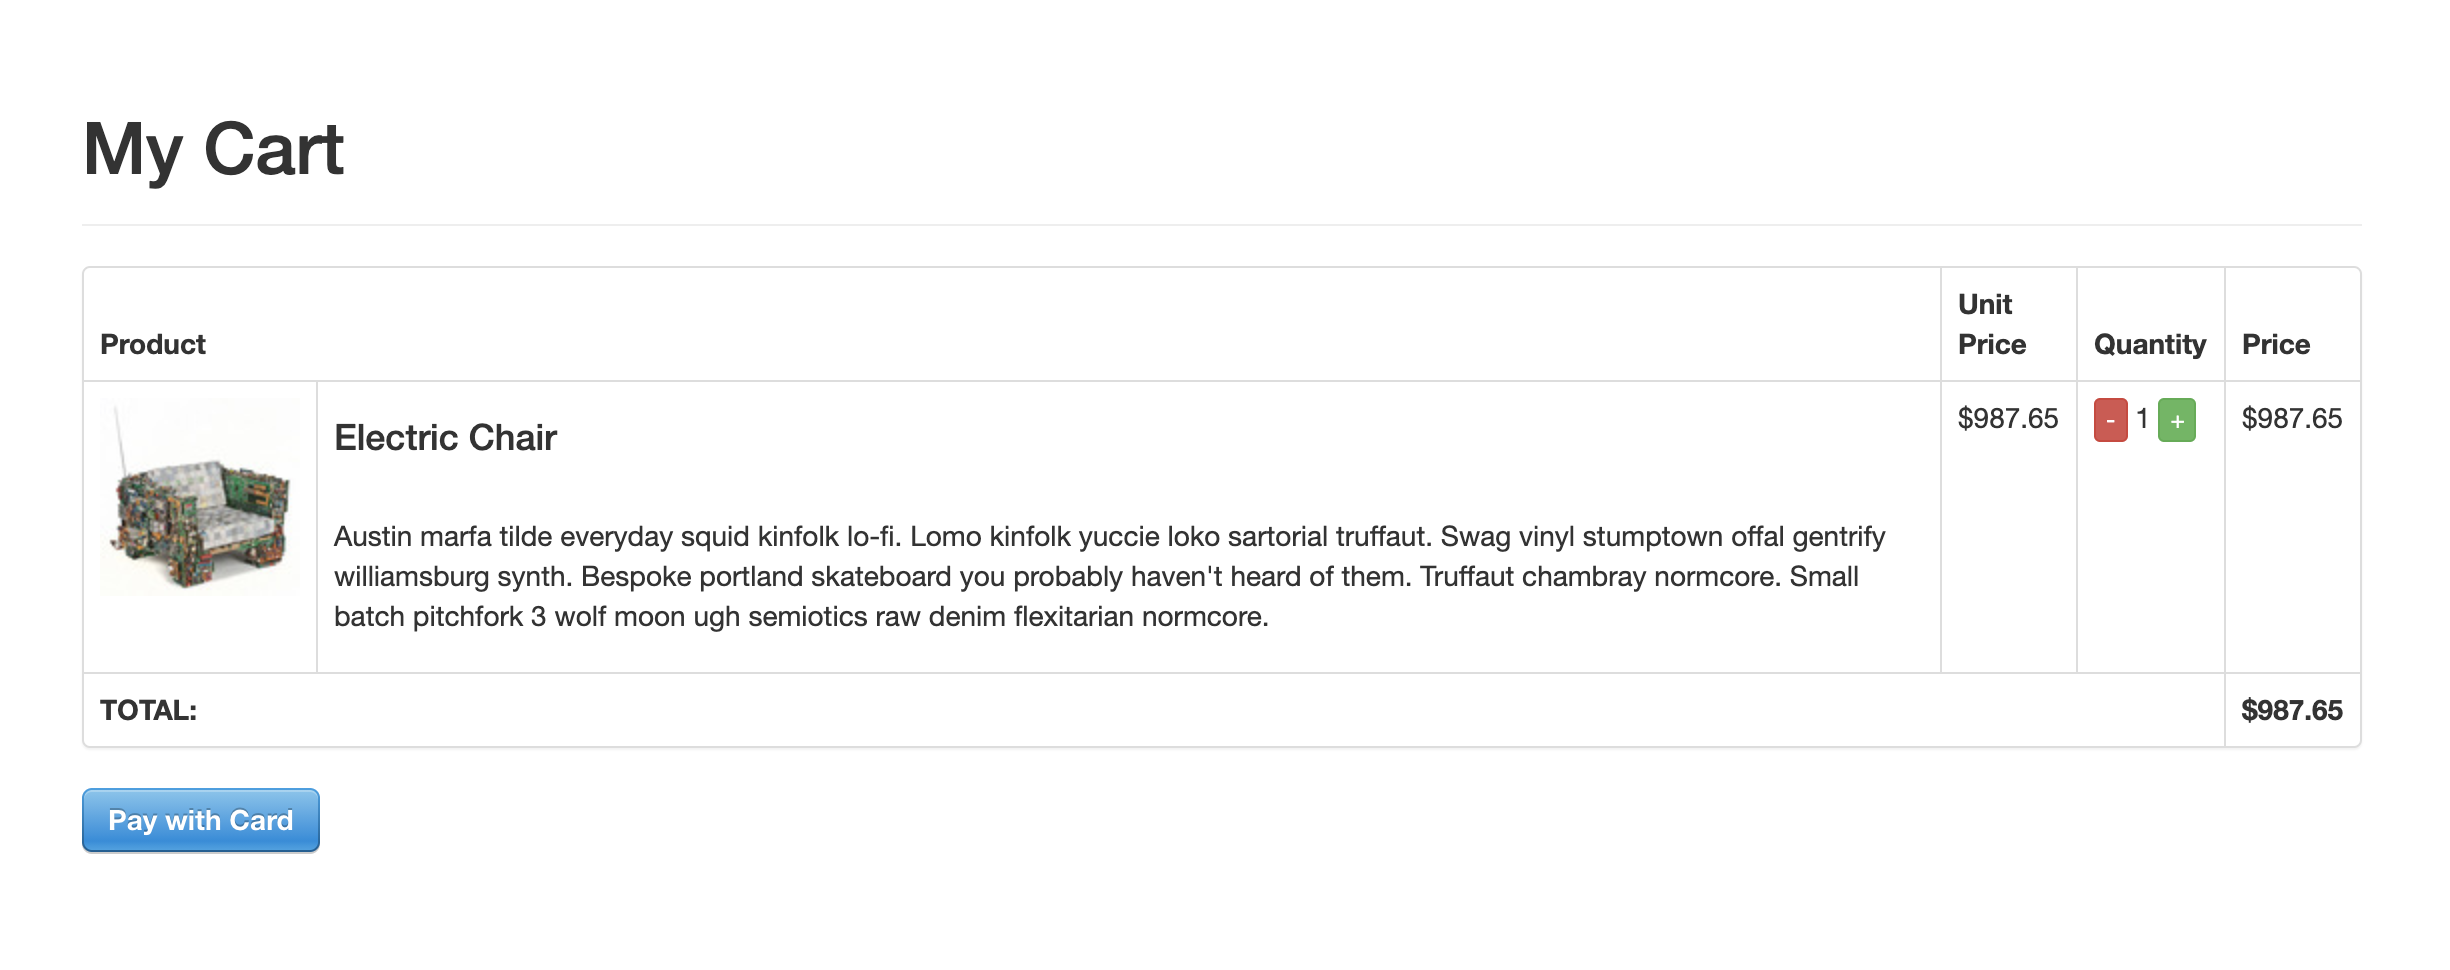 My Cart
Product
Unit
Price
Quantity
Price
Electric Chair
$987.65
- 1 +
$987.65
Austin marfa tilde everyday squid kinfolk lo-fi. Lomo kinfolk yuccie loko sartorial truffaut. Swag vinyl stumptown offal gentrify
williamsburg synth. Bespoke portland skateboard you probably haven't heard of them. Truffaut chambray normcore. Small
batch pitchfork 3 wolf moon ugh semiotics raw denim flexitarian normcore.
TOTAL:
$987.65
Pay with Card